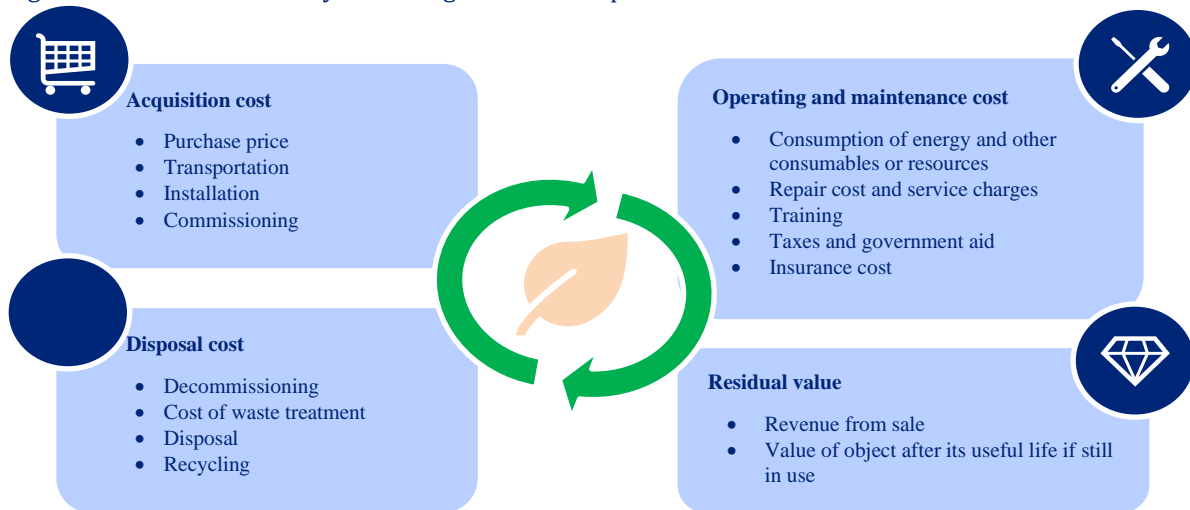 Acquisition cost
• Purchase price
• Transportation
• Installation
• Commissioning
Operating and maintenance cost
• Consumption of energy and other
consumables or resources
• Repair cost and service charges
• Training
• Taxes and government aid
• Insurance cost
Disposal cost
• Decommissioning
• Cost of waste treatment
• Disposal
• Recycling
Residual value
• Revenue from sale
• Value of object after its useful life if still
in use